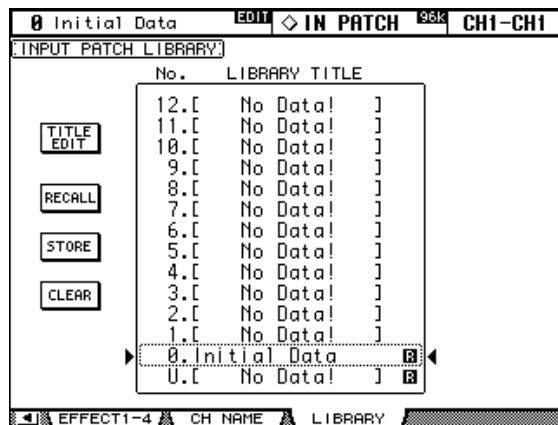 0 Initial Data EDIT ◇ IN PATCH 96k CH1-CH1
INPUT PATCH LIBRARY
No. LIBRARY TITLE
12.[ No Data! ]
11.[ No Data! ]
10.[ No Data! ]
9.[ No Data! ]
8.[ No Data! ]
7.[ No Data! ]
6.[ No Data! ]
5.[ No Data! ]
4.[ No Data! ]
3.[ No Data! ]
2.[ No Data! ]
1.[ No Data! ]
0.Initial Data R
U.[ No Data! ] R
TITLE
EDIT
RECALL
STORE
CLEAR
EFFECT1-4 CH NAME LIBRARY